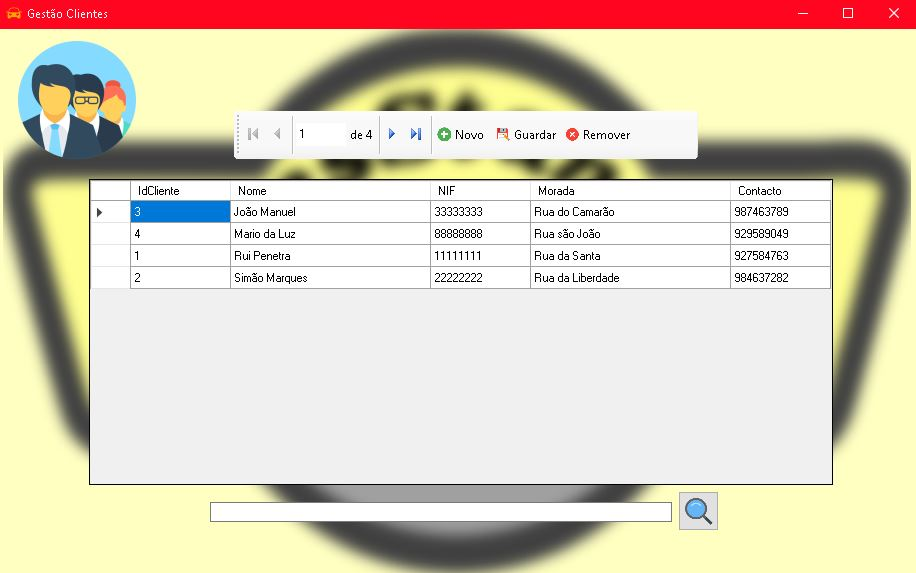 Gestão Clientes
1 de 4 Novo Guardar Remover
IdCliente Nome NIF Morada Contacto
3 João Manuel 33333333 Rua do Camarão 987463789
4 Mario da Luz 88888888 Rua são João 929589049
1 Rui Penetra 11111111 Rua da Santa 927584763
2 Simão Marques 22222222 Rua da Liberdade 984637282